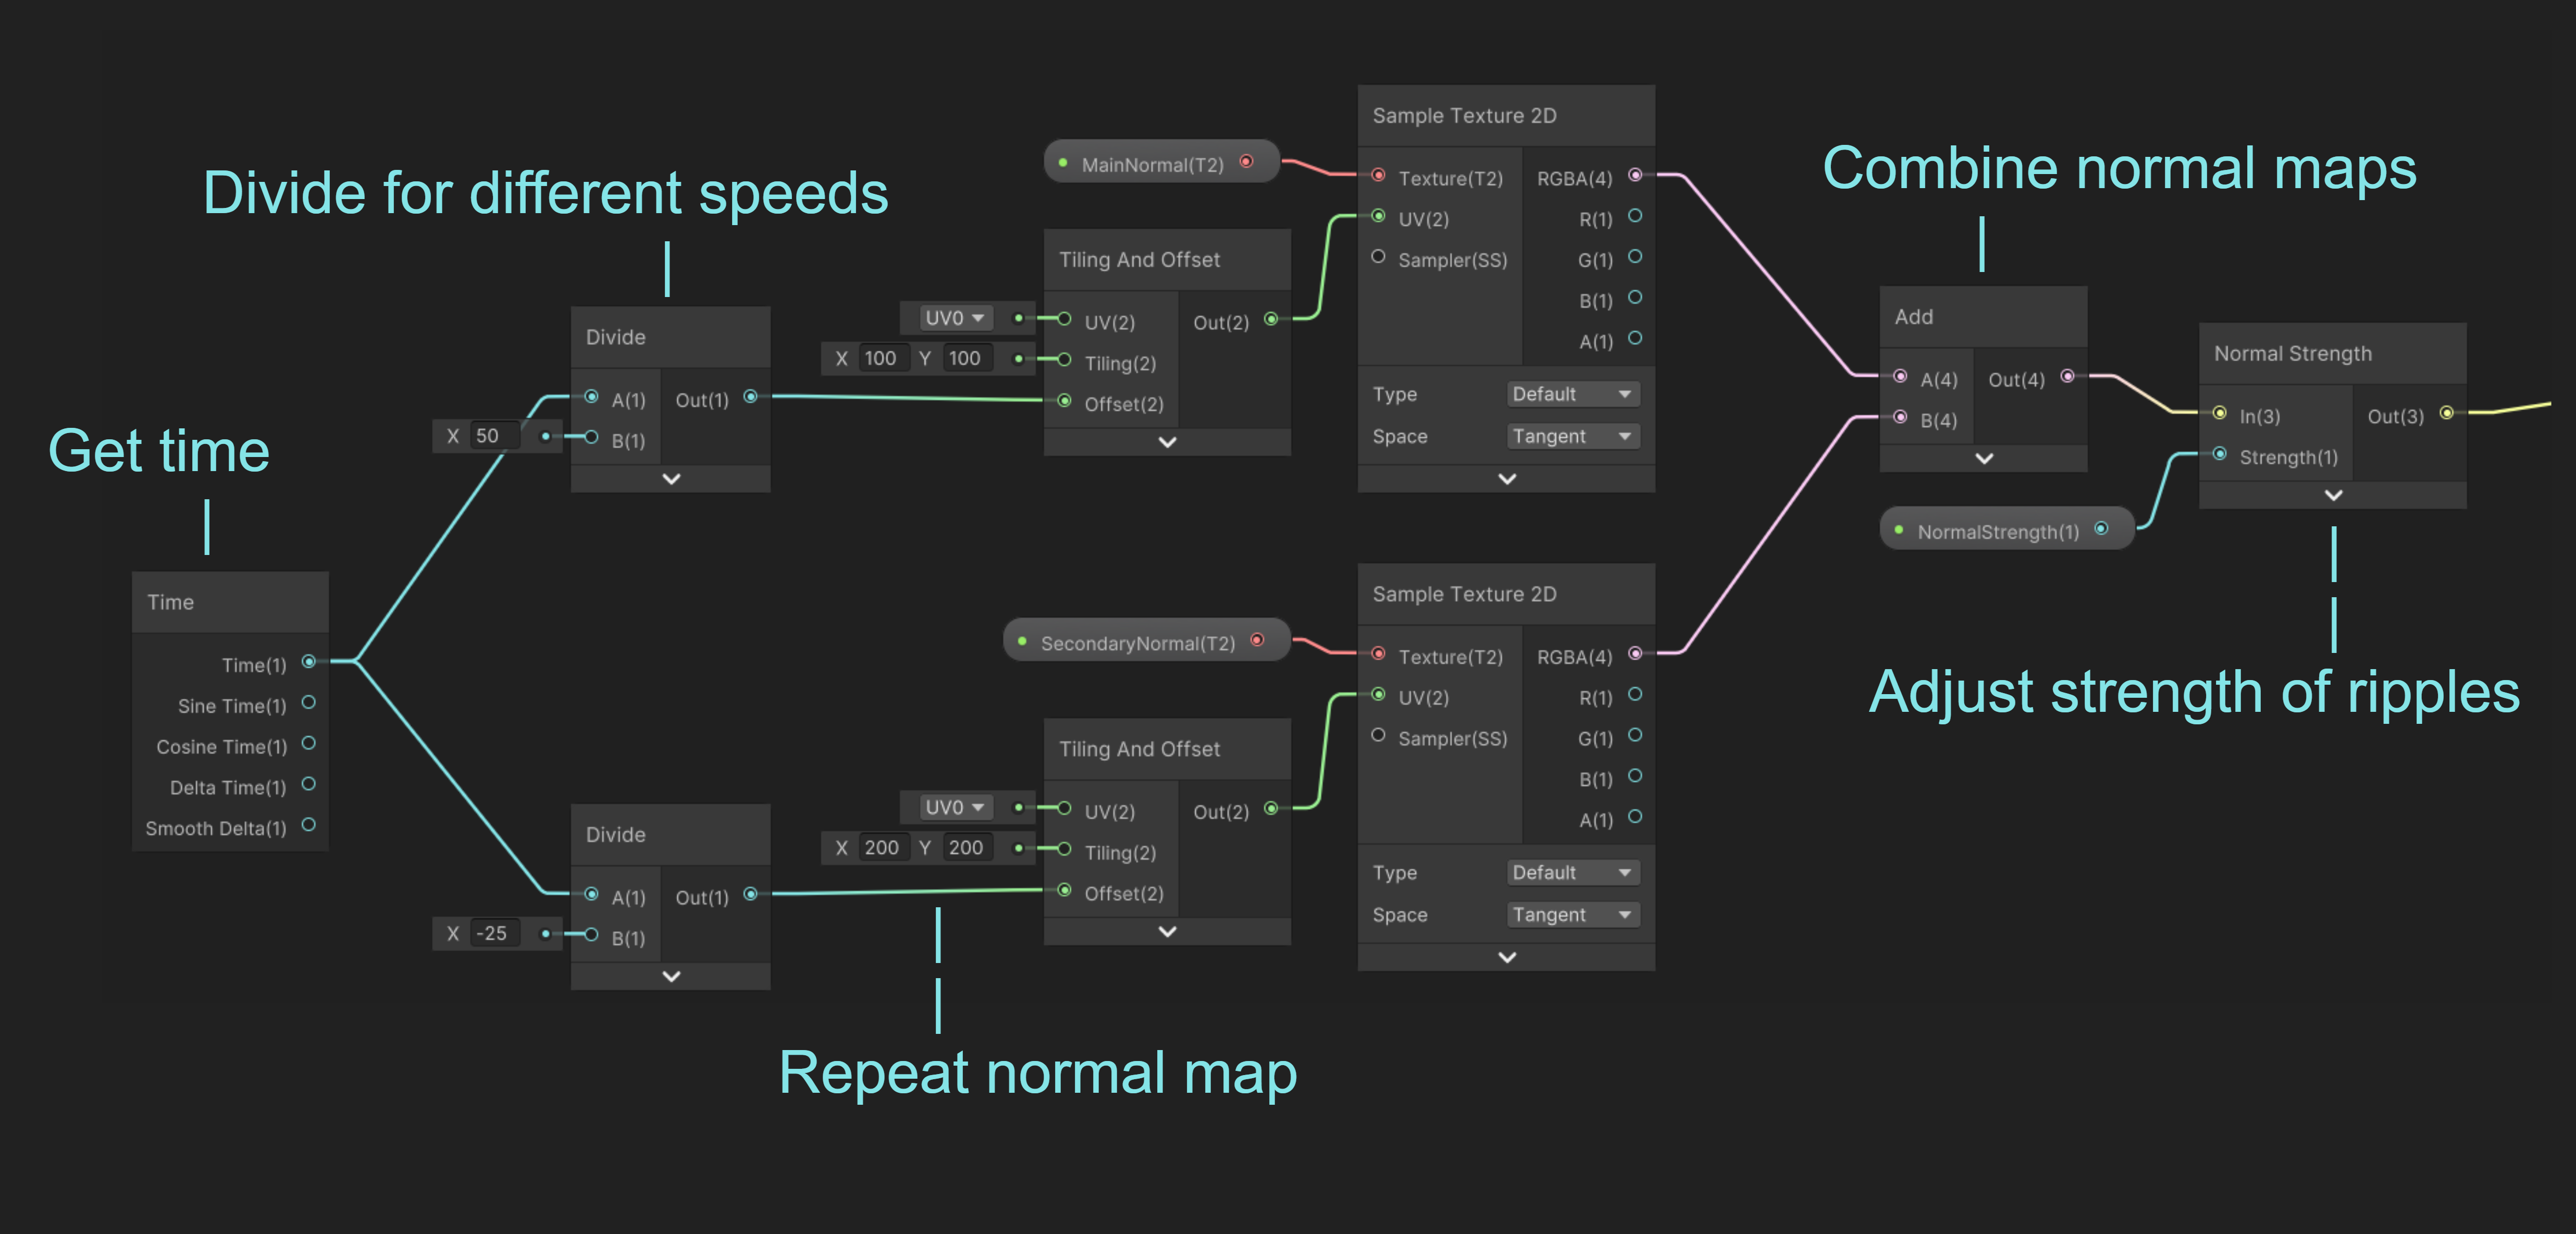 Get time
Time
Time(1)
Sine Time(1)
Cosine Time(1)
Delta Time(1)
Smooth Delta(1)
Divide for different speeds
Divide
A(1) Out(1)
X 50 B(1)
Divide
A(1) Out(1)
X -25 B(1)
MainNormal(T2)
Tiling And Offset
UV0 UV(2) Out(2)
X 100 Y 100 Tiling(2)
Offset(2)
Sample Texture 2D
Texture(T2) RGBA(4)
UV(2) R(1)
Sampler(SS) G(1)
B(1)
A(1)
Type Default
Space Tangent
SecondaryNormal(T2)
Tiling And Offset
UV0 UV(2) Out(2)
X 200 Y 200 Tiling(2)
Offset(2)
Repeat normal map
Sample Texture 2D
Texture(T2) RGBA(4)
UV(2) R(1)
Sampler(SS) G(1)
B(1)
A(1)
Type Default
Space Tangent
Combine normal maps
Add
A(4) Out(4)
B(4)
NormalStrength(1)
Normal Strength
In(3) Out(3)
Strength(1)
Adjust strength of ripples